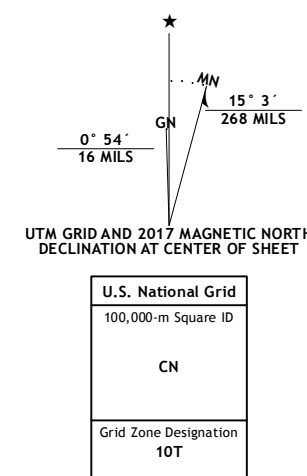 MN
GN
15° 3´
268 MILS
0° 54´
16 MILS
UTM GRID AND 2017 MAGNETIC NORTH
DECLINATION AT CENTER OF SHEET
U.S. National Grid
100,000-m Square ID
CN
Grid Zone Designation
10T